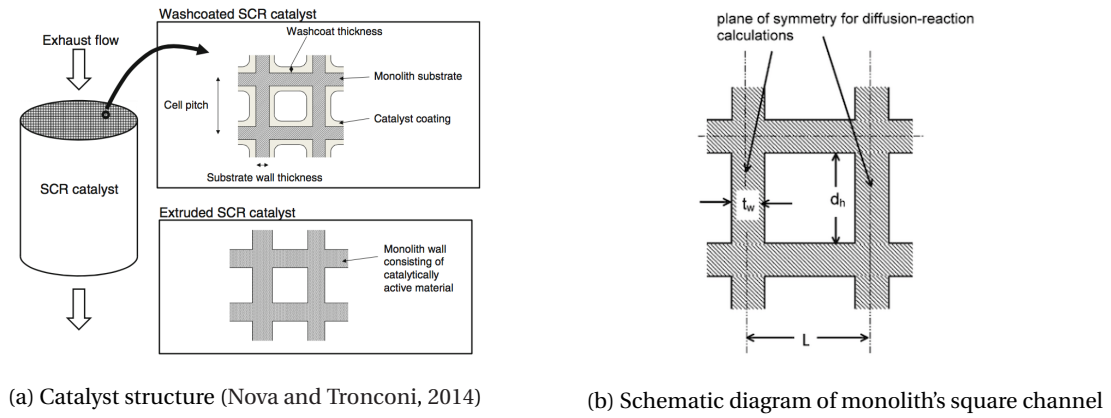 Washcoated SCR catalyst
Exhaust flow
Washcoat thickness
Monolith substrate
Cell pitch
Catalyst coating
Substrate wall thickness
SCR catalyst
Extruded SCR catalyst
Monolith wall
consisting of
catalytically
active material
(a) Catalyst structure (Nova and Tronconi, 2014)
plane of symmetry for diffusion-reaction
calculations
tw
dh
L
(b) Schematic diagram of monolith's square channel